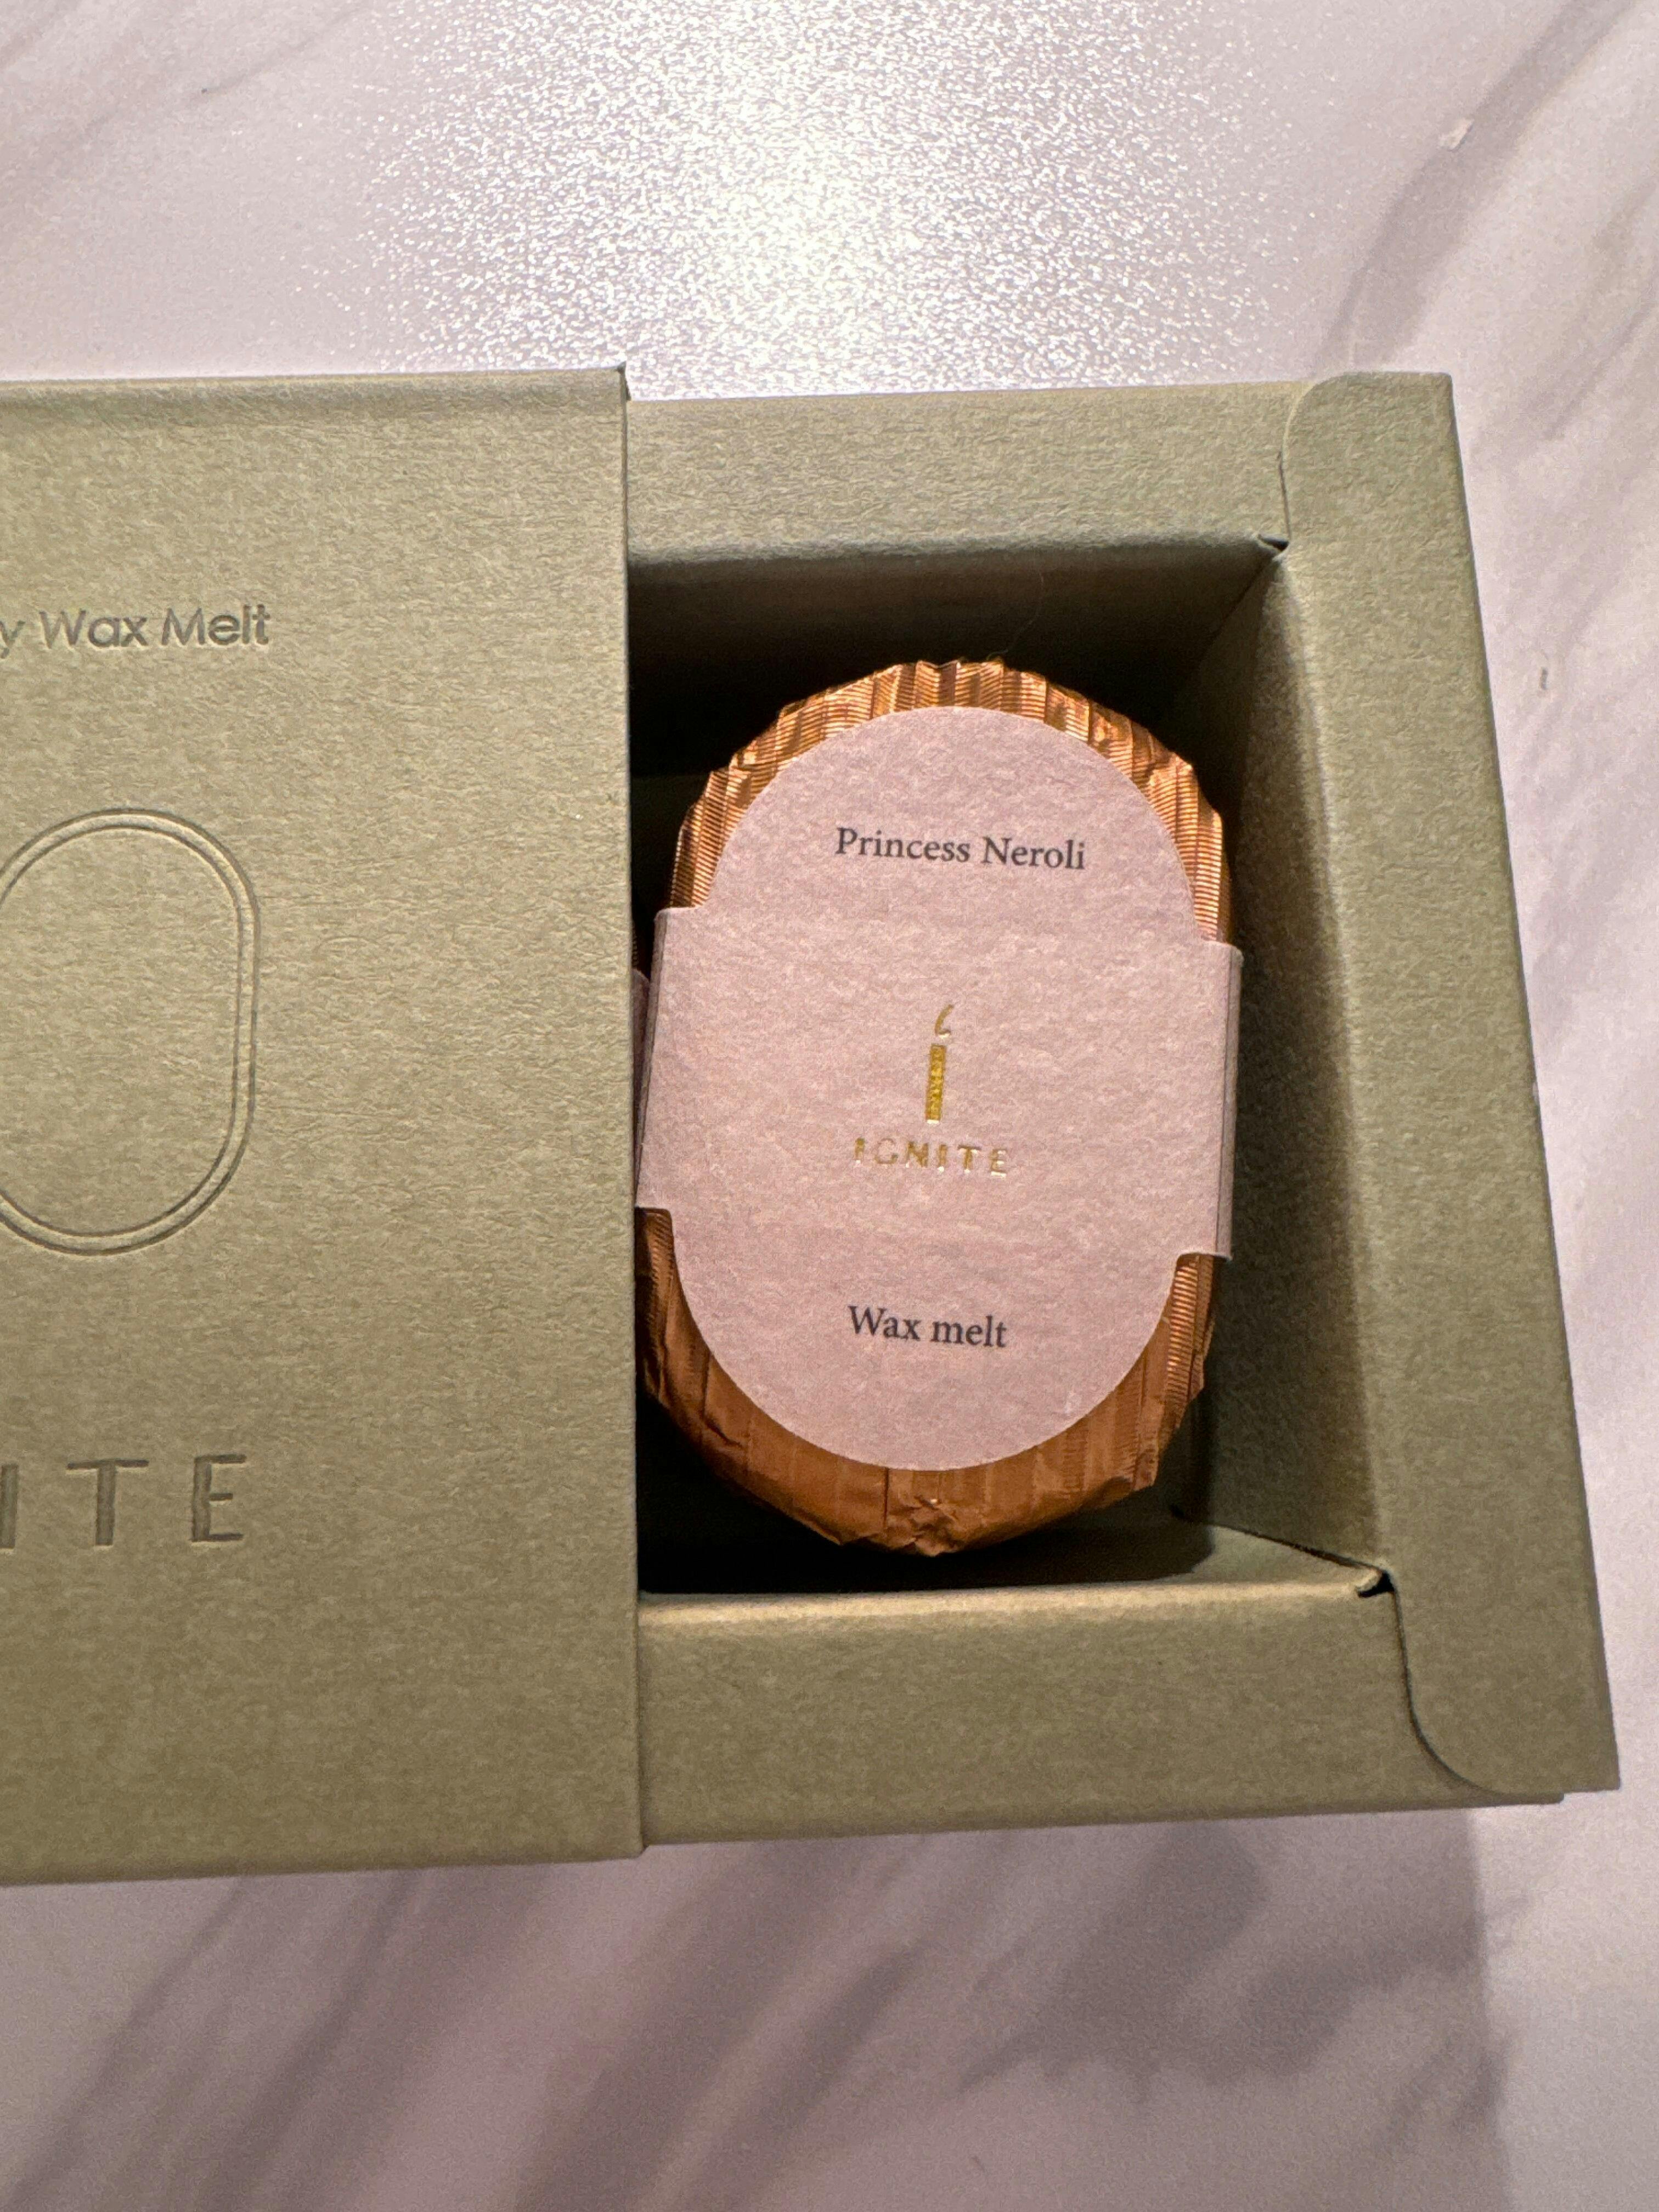 Wax Melt
Princess Neroli
IGNITE
Wax melt
ITE